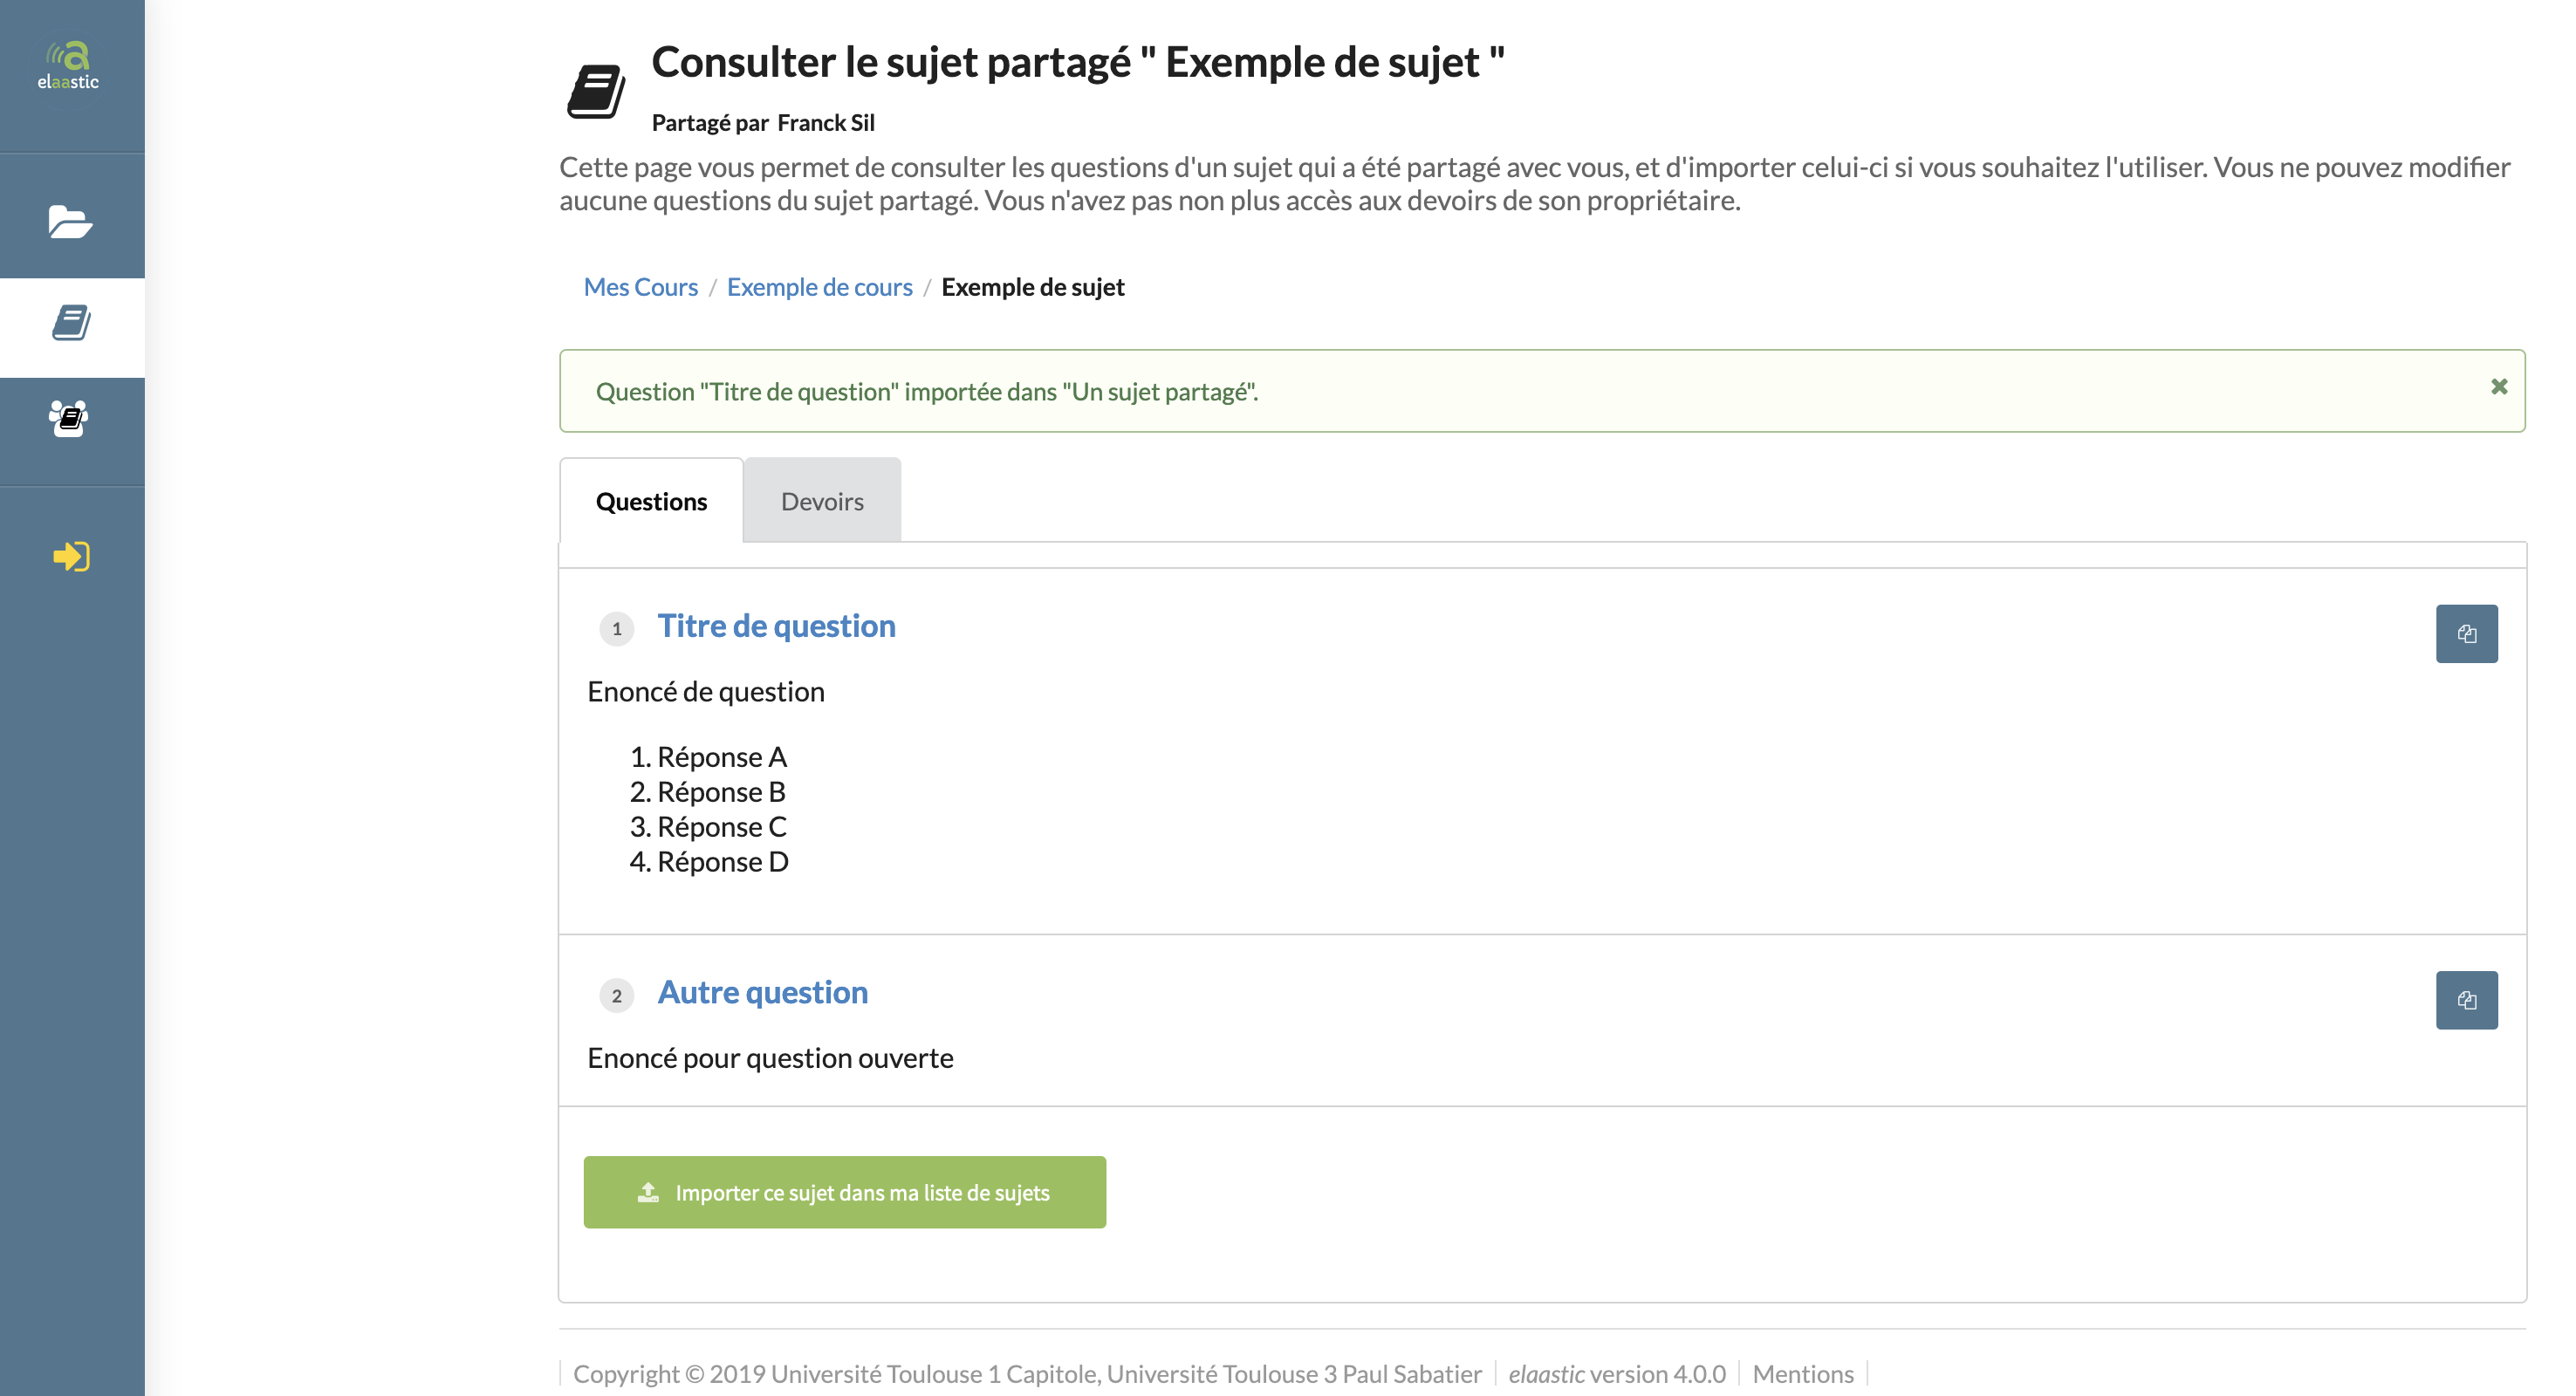 elaastic
Consulter le sujet partagé " Exemple de sujet "
Partagé par Franck Sil
Cette page vous permet de consulter les questions d'un sujet qui a été partagé avec vous, et d'importer celui-ci si vous souhaitez l'utiliser. Vous ne pouvez modifier
aucune questions du sujet partagé. Vous n'avez pas non plus accès aux devoirs de son propriétaire.
Mes Cours / Exemple de cours / Exemple de sujet
Question "Titre de question" importée dans "Un sujet partagé".
Questions Devoirs
1 Titre de question
Enoncé de question
1. Réponse A
2. Réponse B
3. Réponse C
4. Réponse D
2 Autre question
Enoncé pour question ouverte
Importer ce sujet dans ma liste de sujets
Copyright © 2019 Université Toulouse 1 Capitole, Université Toulouse 3 Paul Sabatier | elaastic version 4.0.0 | Mentions